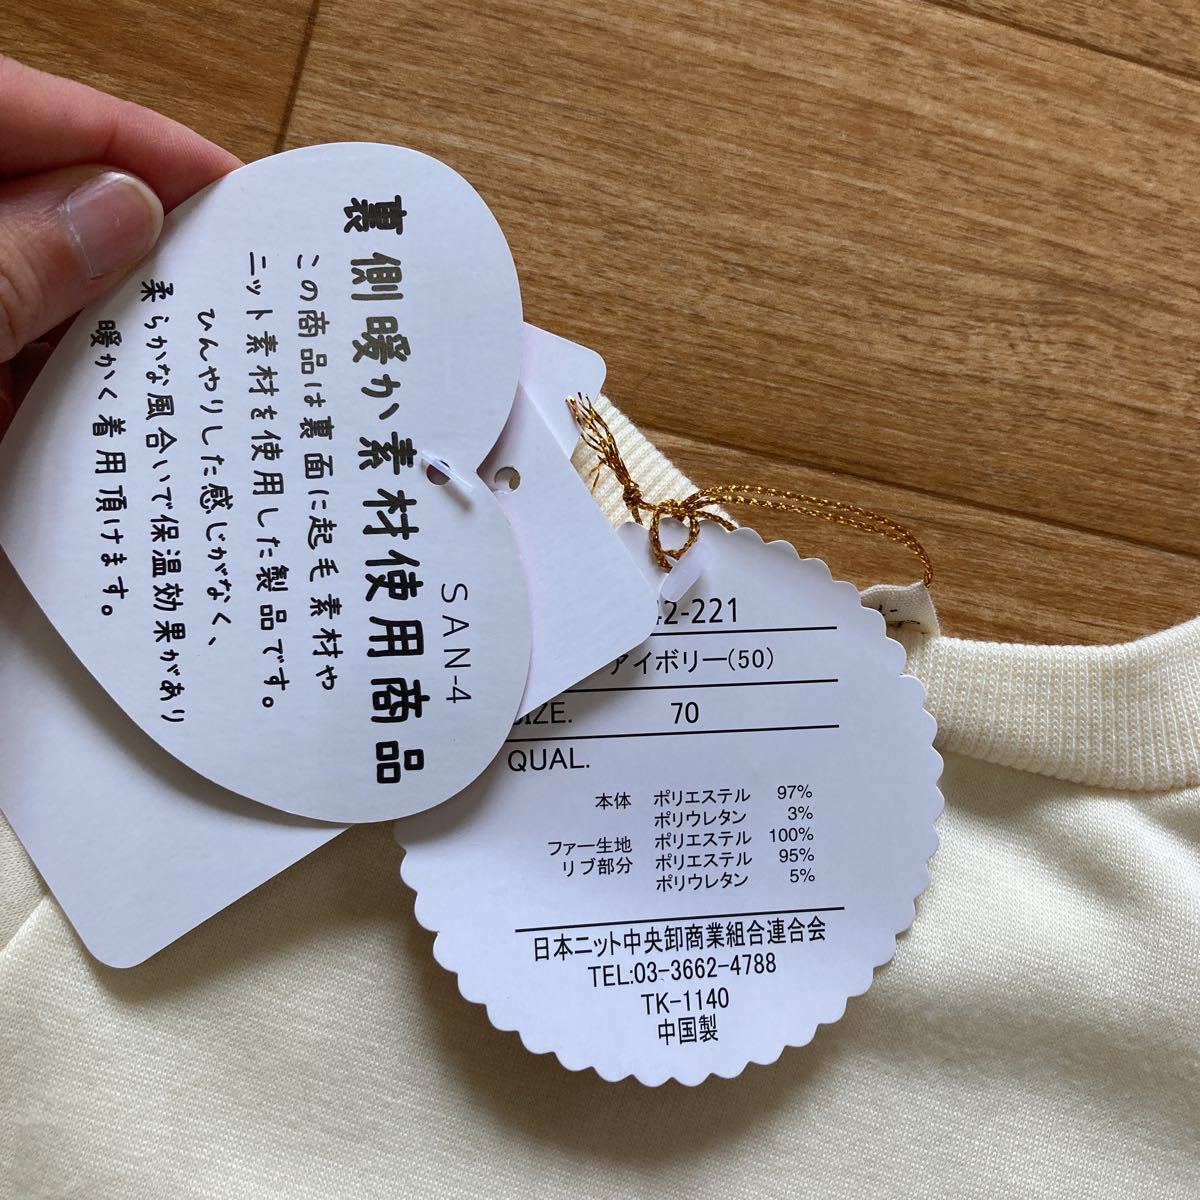 SAN-4
裏側暖か素材使用商品
この商品は裏面に起毛素材や
ニット素材を使用した製品です。
ひんやりした感じがなく、
柔らかな風合いで保温効果があり
暖かく着用頂けます。
42-221
アイボリー(50)
SIZE. 70
QUAL.
本体 ポリエステル 97%
ポリウレタン 3%
ファー生地 ポリエステル 100%
リブ部分 ポリエステル 95%
ポリウレタン 5%
日本ニット中央卸商業組合連合会
TEL:03-3662-4788
TK-1140
中国製